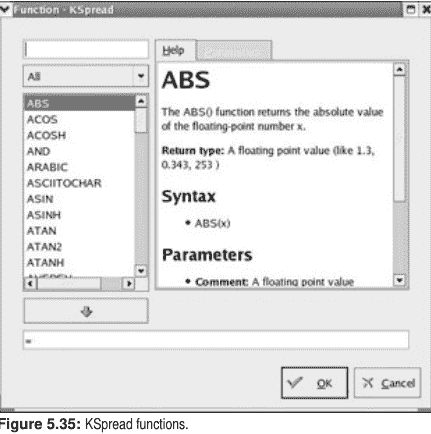 Function - KSpread
All
ABS
ACOS
ACOSH
AND
ARABIC
ASCIITOCHAR
ASIN
ASINH
ATAN
ATAN2
ATANH
Help
ABS
The ABS() function returns the absolute value
of the floating-point number x.
Return type: A floating point value (like 1.3,
0.343, 253 )
Syntax
• ABS(x)
Parameters
• Comment: A floating point value
=
OK
Cancel
Figure 5.35: KSpread functions.